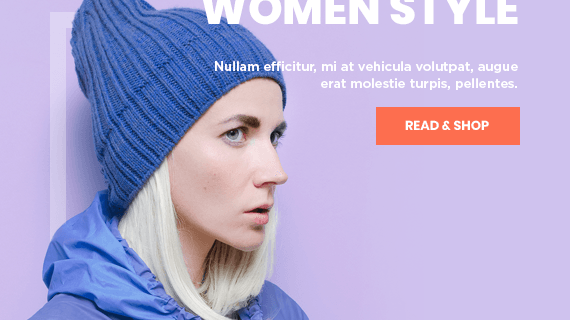 WOMEN STYLE
Nullam efficitur, mi at vehicula volutpat, augue
erat molestie turpis, pellentes.
READ & SHOP